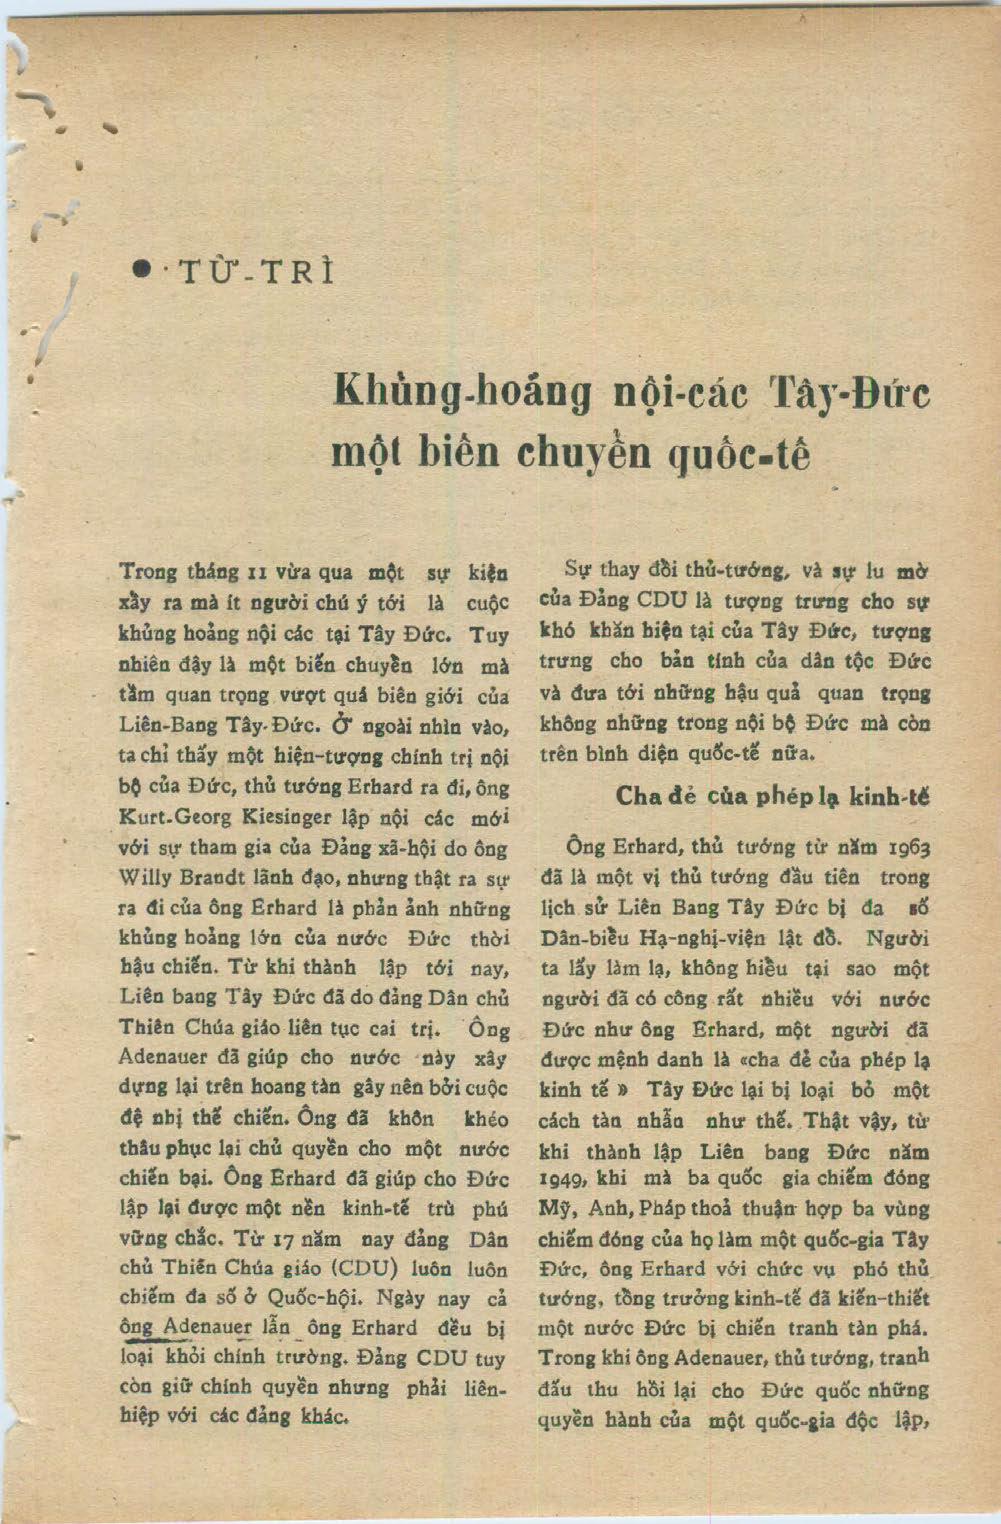 ● TỪ-TRÌ
Khủng-hoảng nội-các Tây-Đức
một biến chuyển quốc-tế
Trong tháng 11 vừa qua một sự kiện
xẩy ra mà ít người chú ý tới là cuộc
khủng hoảng nội các tại Tây Đức. Tuy
nhiên đậy là một biến chuyển lớn mà
tầm quan trọng vượt quá biên giới của
Liên-Bang Tây-Đức. Ở ngoài nhìn vào,
ta chỉ thấy một hiện-tượng chính trị nội
bộ của Đức, thủ tướng Erhard ra đi, ông
Kurt-Georg Kiesinger lập nội các mới
với sự tham gia của Đảng xã-hội do ông
Willy Brandt lãnh đạo, nhưng thật ra sự
ra đi của ông Erhard là phản ảnh những
khủng hoảng lớn của nước Đức thời
hậu chiến. Từ khi thành lập tới nay,
Liên bang Tây Đức đã do đảng Dân chủ
Thiên Chúa giáo liên tục cai trị. Ông
Adenauer đã giúp cho nước này xây
dựng lại trên hoang tàn gây nên bởi cuộc
đệ nhị thế chiến. Ông đã khôn khéo
thâu phục lại chủ quyền cho một nước
chiến bại. Ông Erhard đã giúp cho Đức
lập lại được một nền kinh-tế trù phú
vững chắc. Từ 17 năm nay đảng Dân
chủ Thiên Chúa giáo (CDU) luôn luôn
chiếm đa số ở Quốc-hội. Ngày nay cả
ông Adenauer lẫn ông Erhard đều bị
loại khỏi chính trường. Đảng CDU tuy
còn giữ chính quyền nhưng phải liên-
hiệp với các đảng khác.
Sự thay đổi thủ-tướng, và sự lu mờ
của Đảng CDU là tượng trưng cho sự
khó khăn hiện tại của Tây Đức, tượng
trưng cho bản tính của dân tộc Đức
và đưa tới những hậu quả quan trọng
không những trong nội bộ Đức mà còn
trên bình diện quốc-tế nữa.
Cha đẻ của phép lạ kinh-tế
Ông Erhard, thủ tướng từ năm 1963
đã là một vị thủ tướng đầu tiên trong
lịch sử Liên Bang Tây Đức bị đa số
Dân-biểu Hạ-nghị-viện lật đổ. Người
ta lấy làm lạ, không hiểu tại sao một
người đã có công rất nhiều với nước
Đức như ông Erhard, một người đã
được mệnh danh là «cha đẻ của phép lạ
kinh tế » Tây Đức lại bị loại bỏ một
cách tàn nhẫn như thế. Thật vậy, từ
khi thành lập Liên bang Đức năm
1949, khi mà ba quốc gia chiếm đóng
Mỹ, Anh, Pháp thoả thuận hợp ba vùng
chiếm đóng của họ làm một quốc-gia Tây
Đức, ông Erhard với chức vụ phó thủ
tướng, tổng trưởng kinh-tế đã kiến-thiết
một nước Đức bị chiến tranh tàn phá.
Trong khi ông Adenauer, thủ tướng, tranh
đấu thu hồi lại cho Đức quốc những
quyền hành của một quốc-gia độc lập,